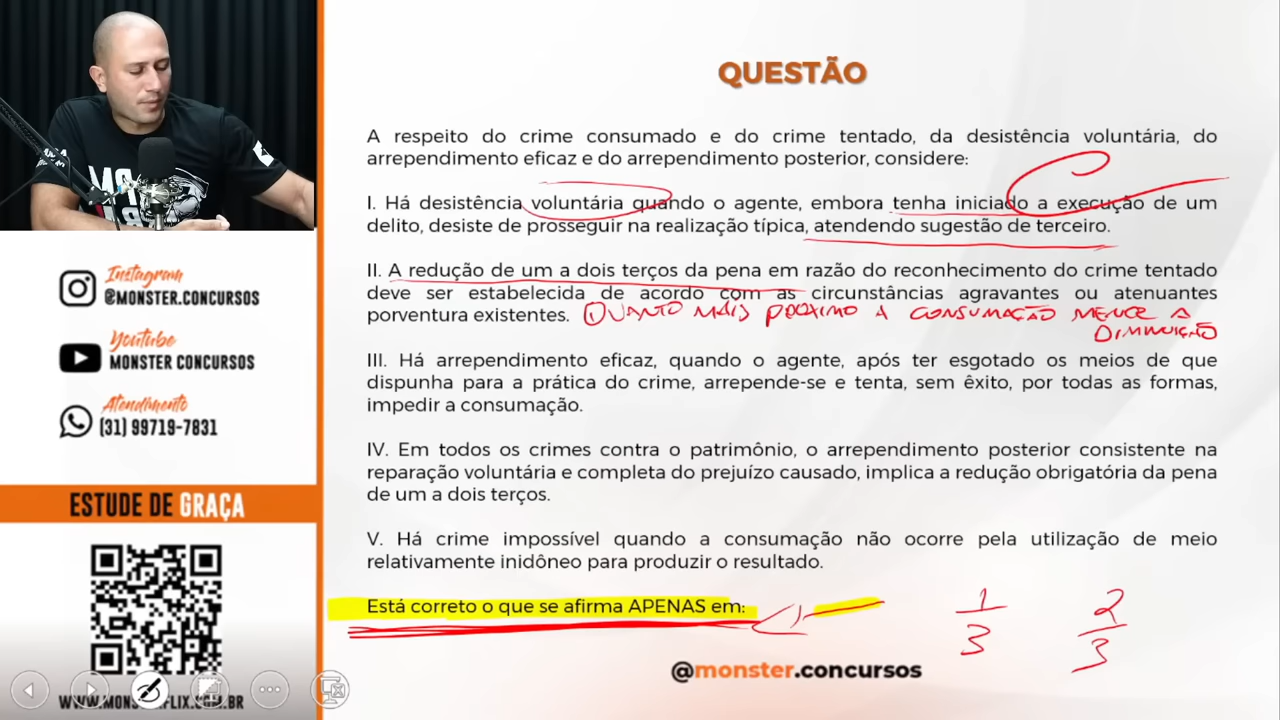 QUESTÃO
A respeito do crime consumado e do crime tentado, da desistência voluntária, do
arrependimento eficaz e do arrependimento posterior, considere:
I. Há desistência voluntária quando o agente, embora tenha iniciado a execução de um
delito, desiste de prosseguir na realização típica, atendendo sugestão de terceiro.
II. A redução de um a dois terços da pena em razão do reconhecimento do crime tentado
deve ser estabelecida de acordo com as circunstâncias agravantes ou atenuantes
porventura existentes.
QUANTO MAIS PRÓXIMO A CONSUMAÇÃO MENOR A
DIMINUIÇÃO
III. Há arrependimento eficaz, quando o agente, após ter esgotado os meios de que
dispunha para a prática do crime, arrepende-se e tenta, sem êxito, por todas as formas,
impedir a consumação.
IV. Em todos os crimes contra o patrimônio, o arrependimento posterior consistente na
reparação voluntária e completa do prejuízo causado, implica a redução obrigatória da pena
de um a dois terços.
V. Há crime impossível quando a consumação não ocorre pela utilização de meio
relativamente inidôneo para produzir o resultado.
Está correto o que se afirma APENAS em:
1 2
3 3
@monster.concursos
Instagram
@MONSTER.CONCURSOS
Youtube
MONSTER CONCURSOS
Atendimento
(31) 99719-7831
ESTUDE DE GRAÇA